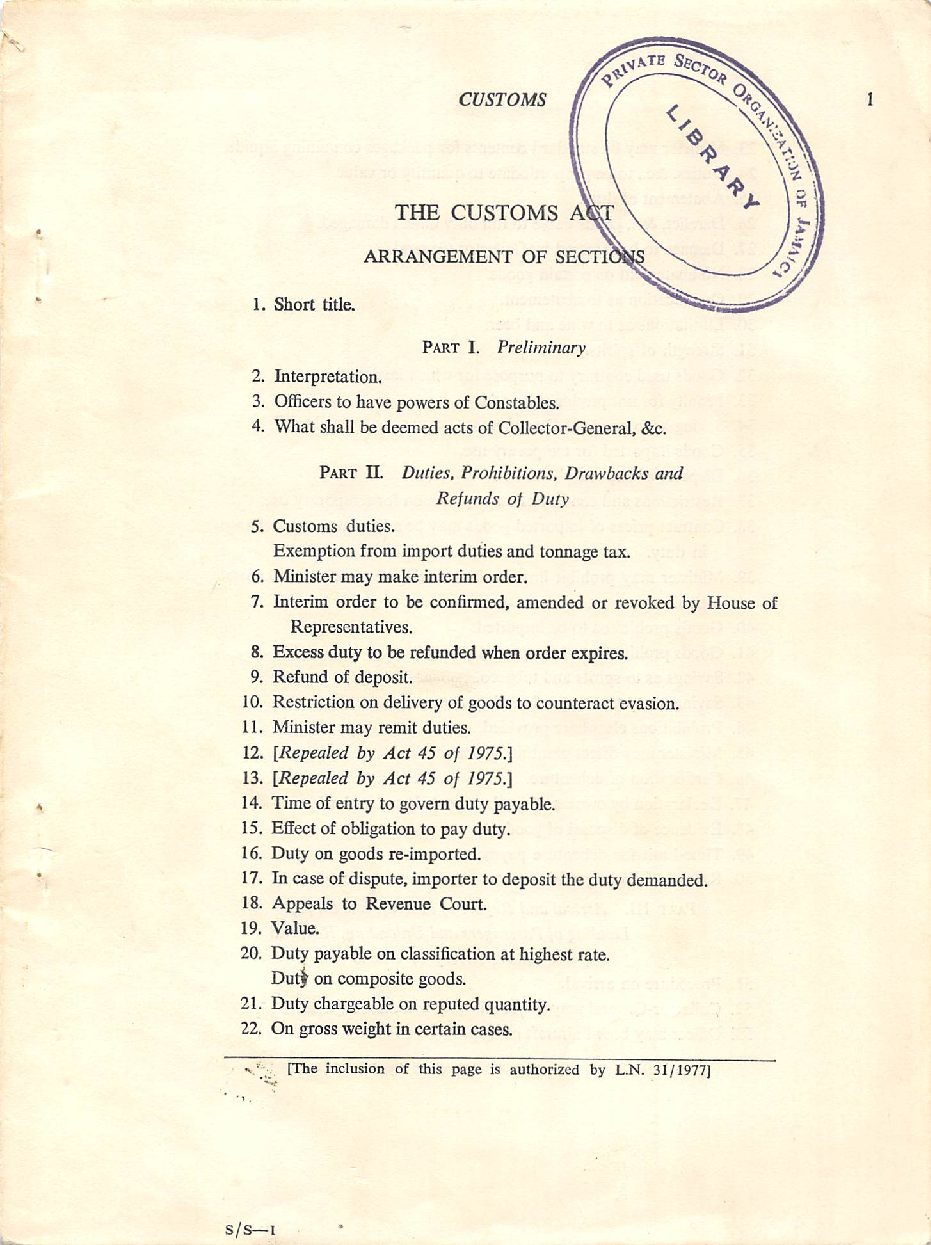 CUSTOMS
1
PRIVATE SECTOR ORGANIZATION OF JAMAICA
LIBRARY
THE CUSTOMS ACT
ARRANGEMENT OF SECTIONS
1. Short title.
PART I. Preliminary
2. Interpretation.
3. Officers to have powers of Constables.
4. What shall be deemed acts of Collector-General, &c.
PART II. Duties, Prohibitions, Drawbacks and
Refunds of Duty
5. Customs duties.
Exemption from import duties and tonnage tax.
6. Minister may make interim order.
7. Interim order to be confirmed, amended or revoked by House of
Representatives.
8. Excess duty to be refunded when order expires.
9. Refund of deposit.
10. Restriction on delivery of goods to counteract evasion.
11. Minister may remit duties.
12. [Repealed by Act 45 of 1975.]
13. [Repealed by Act 45 of 1975.]
14. Time of entry to govern duty payable.
15. Effect of obligation to pay duty.
16. Duty on goods re-imported.
17. In case of dispute, importer to deposit the duty demanded.
18. Appeals to Revenue Court.
19. Value.
20. Duty payable on classification at highest rate.
Duty on composite goods.
21. Duty chargeable on reputed quantity.
22. On gross weight in certain cases.
[The inclusion of this page is authorized by L.N. 31/1977]
S/S—1